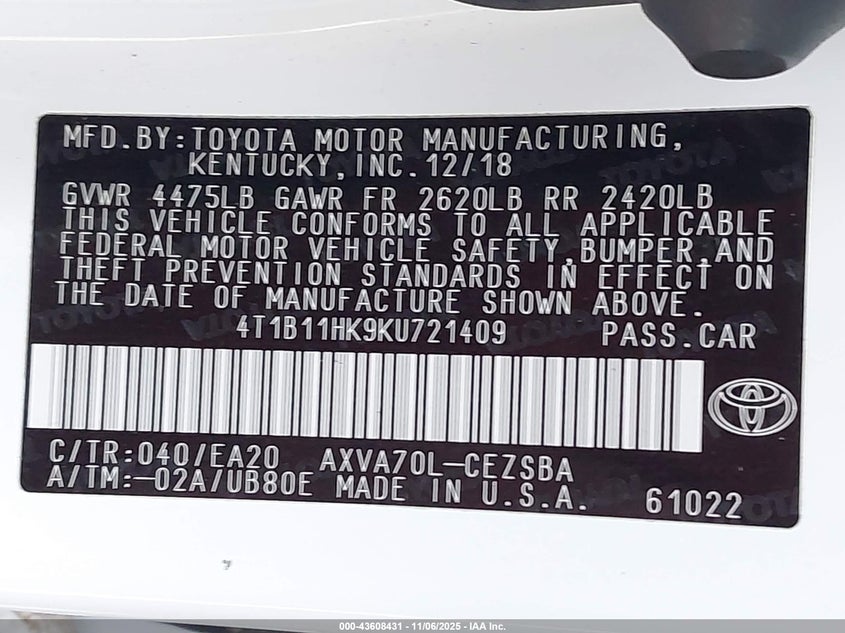 MFD.BY:TOYOTA MOTOR MANUFACTURING,
KENTUCKY,INC.12/18
GVWR 4475LB GAWR FR 2620LB RR 2420LB
THIS VEHICLE CONFORMS TO ALL APPLICABLE
FEDERAL MOTOR VEHICLE SAFETY,BUMPER,AND
THEFT PREVENTION STANDARDS IN EFFECT ON
THE DATE OF MANUFACTURE SHOWN ABOVE.
4T1B11HK9KU721409 PASS.CAR
C/TR:040/EA20 AXVA70L-CEZSBA
A/TM:-02A/UB80E MADE IN U.S.A. 61022
000-43608431 - 11/06/2025 - IAA Inc.